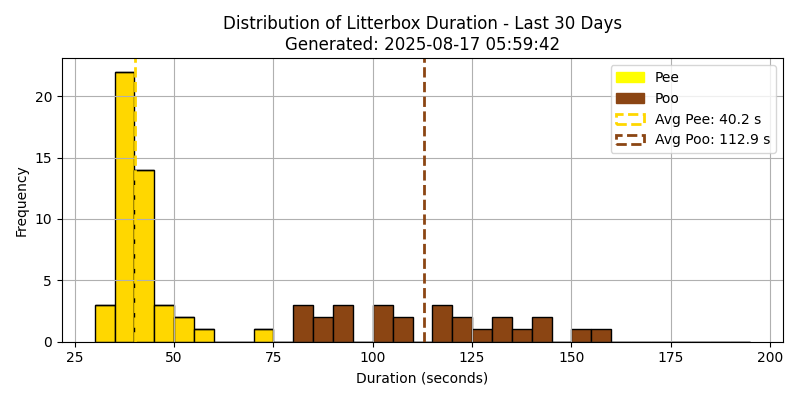 Distribution of Litterbox Duration - Last 30 Days
Generated: 2025-08-17 05:59:42
Pee
Poo
Avg Pee: 40.2 s
Avg Poo: 112.9 s
Frequency
20
15
10
5
0
25 50 75 100 125 150 175 200
Duration (seconds)